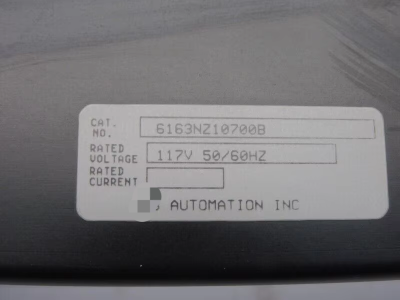 CAT. NO. 6163NZ10700B
RATED VOLTAGE 117V 50/60HZ
RATED CURRENT
AUTOMATION INC